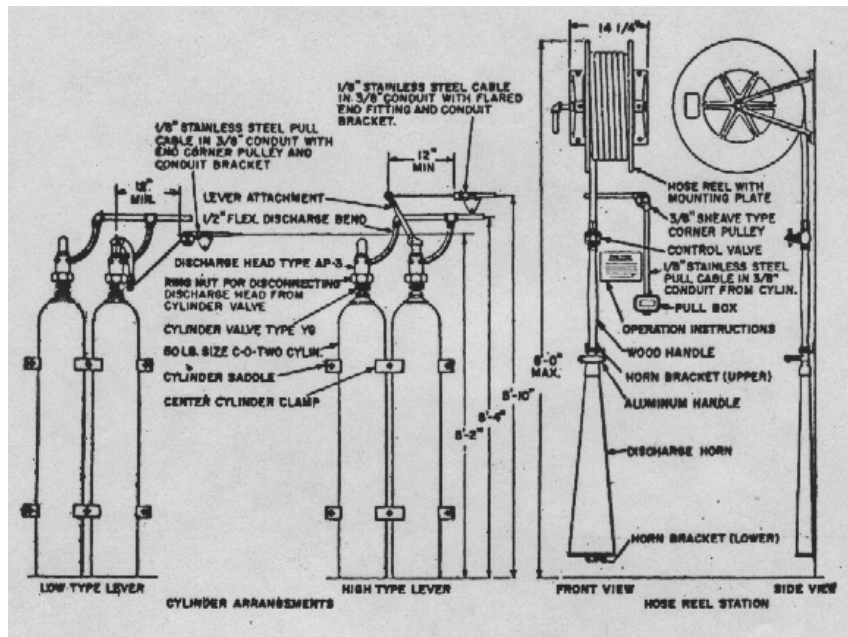 14 1/4"
1/8" STAINLESS STEEL CABLE
IN 3/8" CONDUIT WITH FLARED
END FITTING AND CONDUIT
BRACKET.
1/8" STAINLESS STEEL PULL
CABLE IN 3/8" CONDUIT WITH
END CORNER PULLEY AND
CONDUIT BRACKET
12"
MIN.
12"
MIN
LEVER ATTACHMENT
1/2" FLEX. DISCHARGE BEND
DISCHARGE HEAD TYPE AP-3
RING NUT FOR DISCONNECTING
DISCHARGE HEAD FROM
CYLINDER VALVE
CYLINDER VALVE TYPE
50 LB. SIZE C-O-TWO CYLIN.
CYLINDER SADDLE
CENTER CYLINDER CLAMP
5'-2"
5'-4"
5'-10"
MAX.
HOSE REEL WITH
MOUNTING PLATE
3/8" SHEAVE TYPE
CORNER PULLEY
CONTROL VALVE
1/8" STAINLESS STEEL
PULL CABLE IN 3/8"
CONDUIT FROM CYLIN.
PULL BOX
OPERATION INSTRUCTIONS
WOOD HANDLE
HORN BRACKET (UPPER)
ALUMINUM HANDLE
DISCHARGE HORN
HORN BRACKET (LOWER)
LOW-TYPE LEVER
HIGH TYPE LEVER
CYLINDER ARRANGEMENTS
FRONT VIEW
SIDE VIEW
HOSE REEL STATION